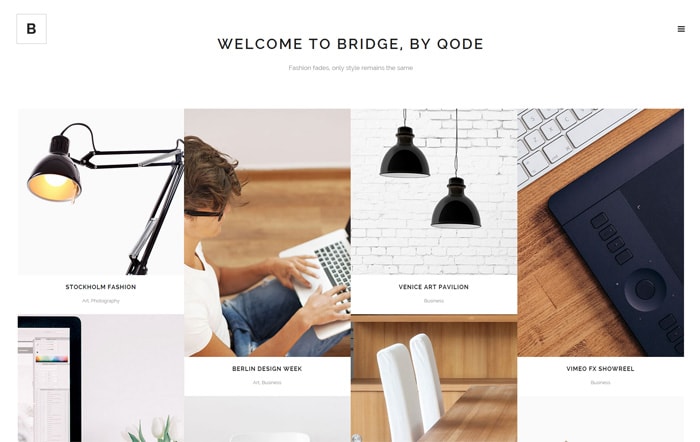 B
WELCOME TO BRIDGE, BY QODE
Fashion fades, only style remains the same
STOCKHOLM FASHION
Art, Photography
BERLIN DESIGN WEEK
Art, Business
VENICE ART PAVILION
Business
VIMEO FX SHOWREEL
Business